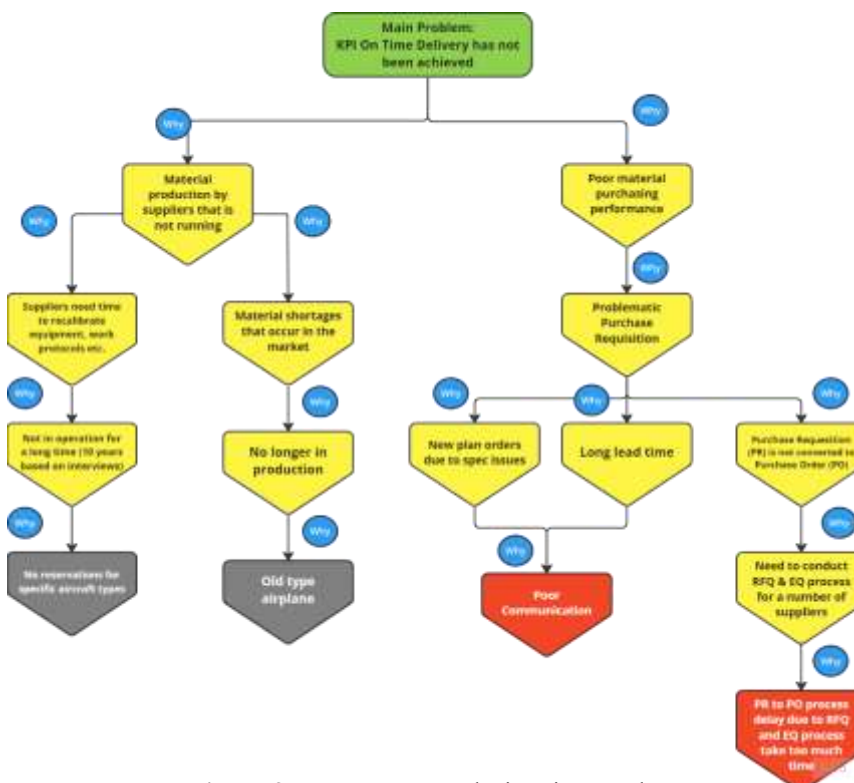 Main Problem:
KPI On Time Delivery has not
been achieved
Why
Why
Material
production by
suppliers that is
not running
Poor material
purchasing
performance
Why
Why
Why
Suppliers need time
to recalibrate
equipment, work
protocols etc.
Material shortages
that occur in the
market
Problematic
Purchase
Requisition
Why
Why
Why
Why
Why
Not in operation for
a long time (10 years
based on interviews)
No longer in
production
New plan orders
due to spec issues
Long lead time
Purchase Requisition
(PR) is not converted to
Purchase Order (PO)
Why
Why
Why
Why
No reservations for
specific aircraft types
Old type
airplane
Poor
Communication
Need to conduct
RFQ & EQ process
for a number of
suppliers
Why
PR to PO process
delay due to RFQ
and EQ process
take too much
time